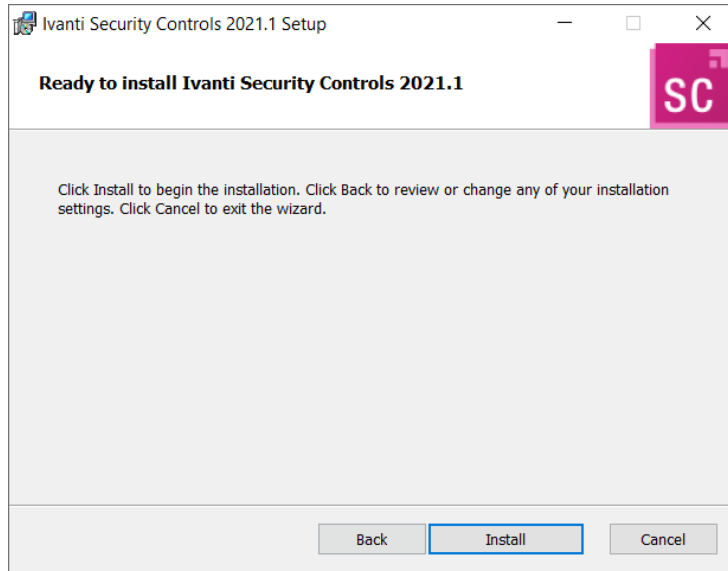 Ivanti Security Controls 2021.1 Setup
Ready to install Ivanti Security Controls 2021.1
SC
Click Install to begin the installation. Click Back to review or change any of your installation
settings. Click Cancel to exit the wizard.
Back
Install
Cancel